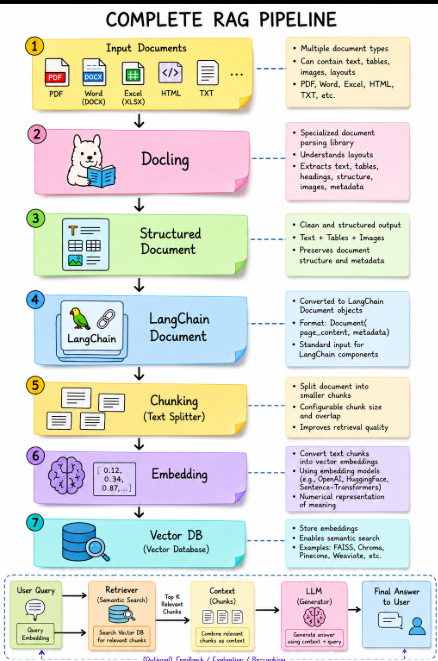 COMPLETE RAG PIPELINE
1
Input Documents
PDF
DOCX
</>
PDF
Word
(DOCX)
Excel
(XLSX)
HTML
TXT
...
• Multiple document types
• Can contain text, tables,
images, layouts
• PDF, Word, Excel, HTML,
TXT, etc.
2
Docling
• Specialized document
parsing library
• Understands layouts
• Extracts text, tables,
headings, structure,
images, metadata
3
T
Structured
Document
• Clean and structured output
• Text + Tables + Images
• Preserves document
structure and metadata
4
LangChain
LangChain
Document
• Converted to LangChain
Document objects
• Format: Document(
page_content, metadata)
• Standard input for
LangChain components
5
Chunking
(Text Splitter)
• Split document into
smaller chunks
• Configurable chunk size
and overlap
• Improves retrieval quality
6
[ 0.12,
0.34,
0.87,...]
Embedding
• Convert text chunks
into vector embeddings
• Using embedding models
(e.g., OpenAI, HuggingFace,
Sentence-Transformers)
• Numerical representation
of meaning
7
Vector DB
(Vector Database)
• Store embeddings
• Enables semantic search
• Examples: FAISS, Chroma,
Pinecone, Weaviate, etc.
User Query
Query
Embedding
Retriever
(Semantic Search)
Search Vector DB
for relevant chunks
Top K
Relevant
Chunks
Context
(Chunks)
Combine relevant
chunks as context
LLM
(Generator)
Generate answer
using context + query
Final Answer
to User
(Optional) Feedback / Evaluation / Re-ranking